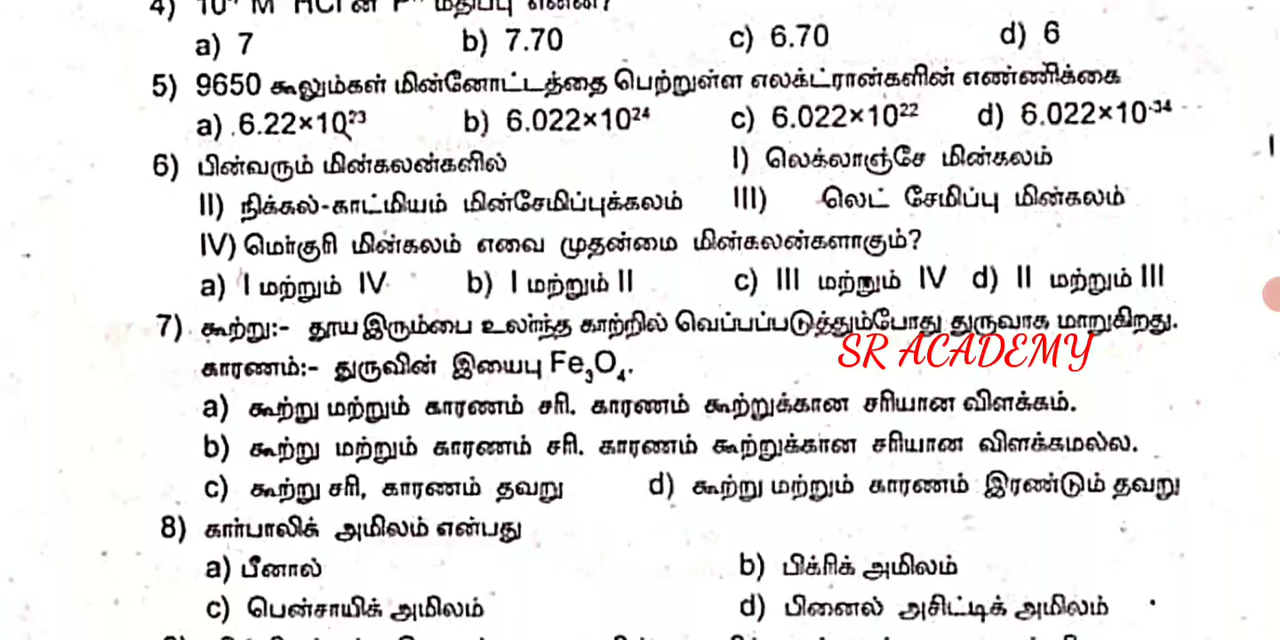 a) 7 b) 7.70 c) 6.70 d) 6
5) 9650 கூலும்கள் மின்னோட்டத்தை பெற்றுள்ள எலக்ட்ரான்களின் எண்ணிக்கை
a) 6.22×10²³ b) 6.022×10²⁴ c) 6.022×10²² d) 6.022×10⁻³⁴
6) பின்வரும் மின்கலன்களில் I) லெக்லாஞ்சே மின்கலம்
II) நிக்கல்-காட்மியம் மின்சேமிப்புக்கலம் III) லெட் சேமிப்பு மின்கலம்
IV) மெர்குரி மின்கலம் எவை முதன்மை மின்கலன்களாகும்?
a) I மற்றும் IV b) I மற்றும் II c) III மற்றும் IV d) II மற்றும் III
7) கூற்று:- தூய இரும்பை உலர்ந்த காற்றில் வெப்பப்படுத்தும்போது துருவாக மாறுகிறது.
SR ACADEMY
காரணம்:- துருவின் இயைபு Fe₃O₄.
a) கூற்று மற்றும் காரணம் சரி. காரணம் கூற்றுக்கான சரியான விளக்கம்.
b) கூற்று மற்றும் காரணம் சரி. காரணம் கூற்றுக்கான சரியான விளக்கமல்ல.
c) கூற்று சரி, காரணம் தவறு d) கூற்று மற்றும் காரணம் இரண்டும் தவறு
8) கார்பாலிக் அமிலம் என்பது
a) பீனால் b) பிக்ரிக் அமிலம்
c) பென்சாயிக் அமிலம் d) பினைல் அசிட்டிக் அமிலம்